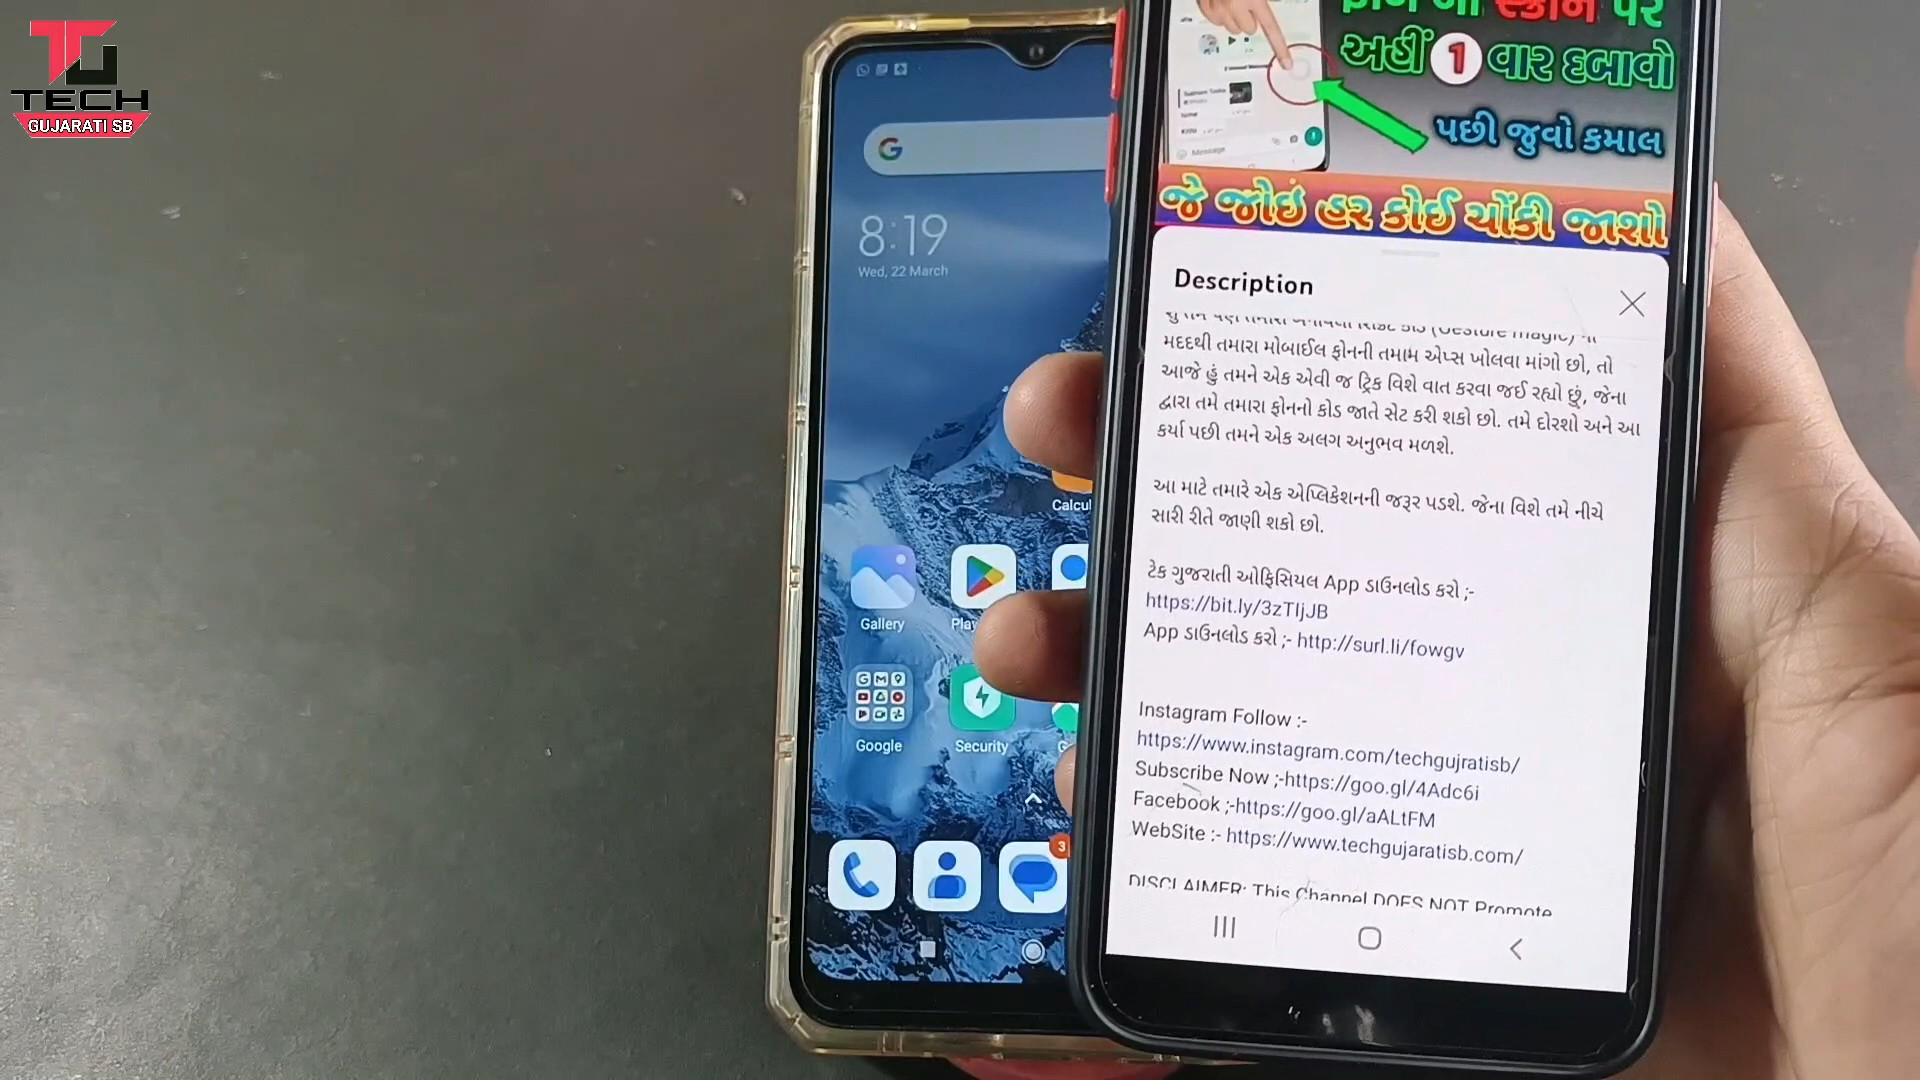 TECH
GUJARATI SB
8:19
Wed, 22 March
Gallery
Google
Security
3
સ્ક્રીન પર
અહીં 1 વાર દબાવો
પછી જુવો કમાલ
જે જોઇ હર કોઈ ચોંકી જાશો
Message
Description
મદદથી તમારા મોબાઈલ ફોનની તમામ એપ્સ ખોલવા માંગો છો, તો
આજે હું તમને એક એવી જ ટ્રિક વિશે વાત કરવા જઈ રહ્યો છું, જેના
દ્વારા તમે તમારા ફોનનો કોડ જાતે સેટ કરી શકો છો. તમે દોરશો અને આ
કર્યા પછી તમને એક અલગ અનુભવ મળશે.
આ માટે તમારે એક એપ્લિકેશનની જરૂર પડશે. જેના વિશે તમે નીચે
સારી રીતે જાણી શકો છો.
ટેક ગુજરાતી ઓફિસિયલ App ડાઉનલોડ કરો ;-
https://bit.ly/3zTIjJB
App ડાઉનલોડ કરો ;- http://surl.li/fowgv
Instagram Follow :-
https://www.instagram.com/techgujratisb/
Subscribe Now ;-https://goo.gl/4Adc6i
Facebook ;-https://goo.gl/aALtFM
WebSite :- https://www.techgujaratisb.com/
DISCLAIMER: This Channel DOES NOT Promote